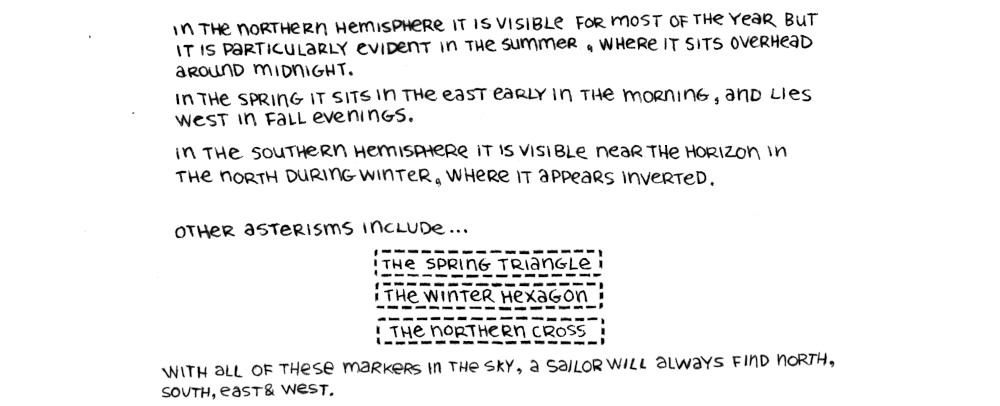 IN THE NORTHERN HEMISPHERE IT IS VISIBLE FOR MOST OF THE YEAR BUT
IT IS PARTICULARLY EVIDENT IN THE SUMMER, WHERE IT SITS OVERHEAD
AROUND MIDNIGHT.
IN THE SPRING IT SITS IN THE EAST EARLY IN THE MORNING, AND LIES
WEST IN FALL EVENINGS.
IN THE SOUTHERN HEMISPHERE IT IS VISIBLE NEAR THE HORIZON IN
THE NORTH DURING WINTER, WHERE IT APPEARS INVERTED.
OTHER ASTERISMS INCLUDE...
THE SPRING TRIANGLE
THE WINTER HEXAGON
THE NORTHERN CROSS
WITH ALL OF THESE MARKERS IN THE SKY, A SAILOR WILL ALWAYS FIND NORTH,
SOUTH, EAST & WEST.